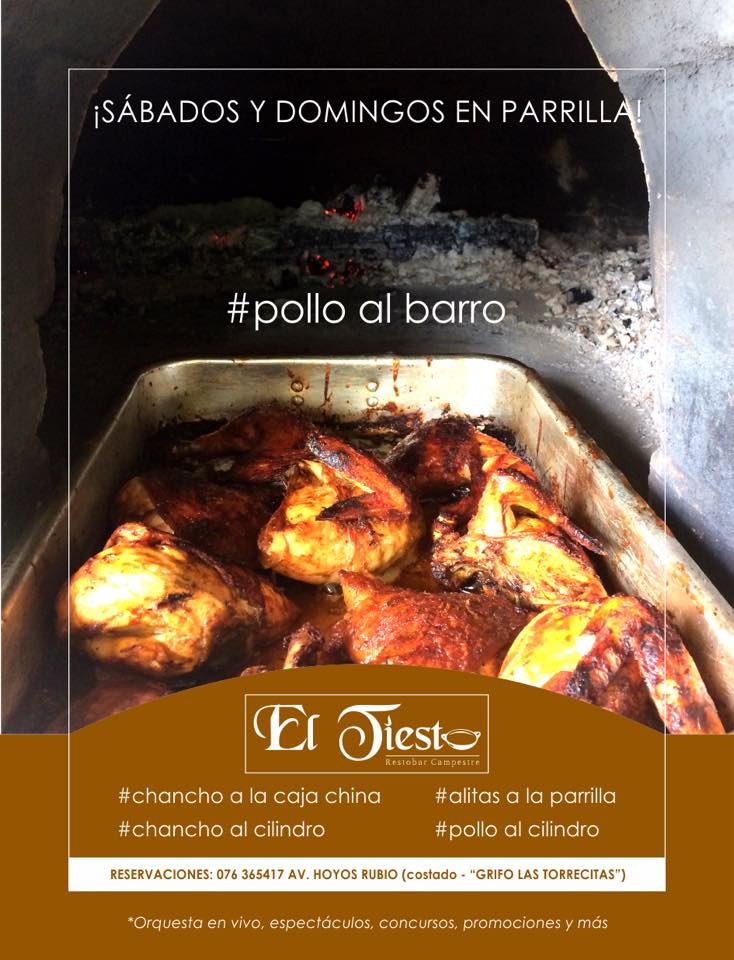 ¡SÁBADOS Y DOMINGOS EN PARRILLA!
#pollo al barro
El Tiesto
Restobar Campestre
#chancho a la caja china #alitas a la parrilla
#chancho al cilindro #pollo al cilindro
RESERVACIONES: 076 365417 AV. HOYOS RUBIO (costado - “GRIFO LAS TORRECITAS”)
*Orquesta en vivo, espectáculos, concursos, promociones y más